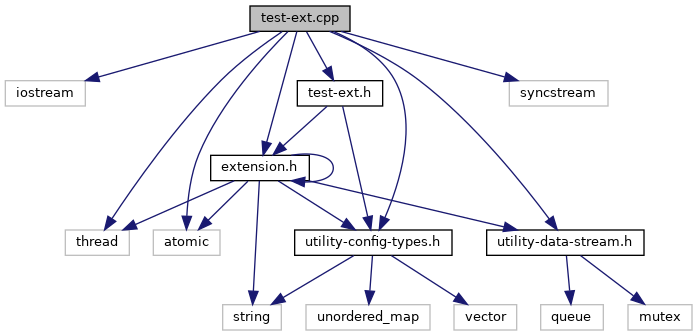 test-ext.cpp
iostream
test-ext.h
syncstream
extension.h
thread
atomic
utility-config-types.h
utility-data-stream.h
string
unordered_map
vector
queue
mutex